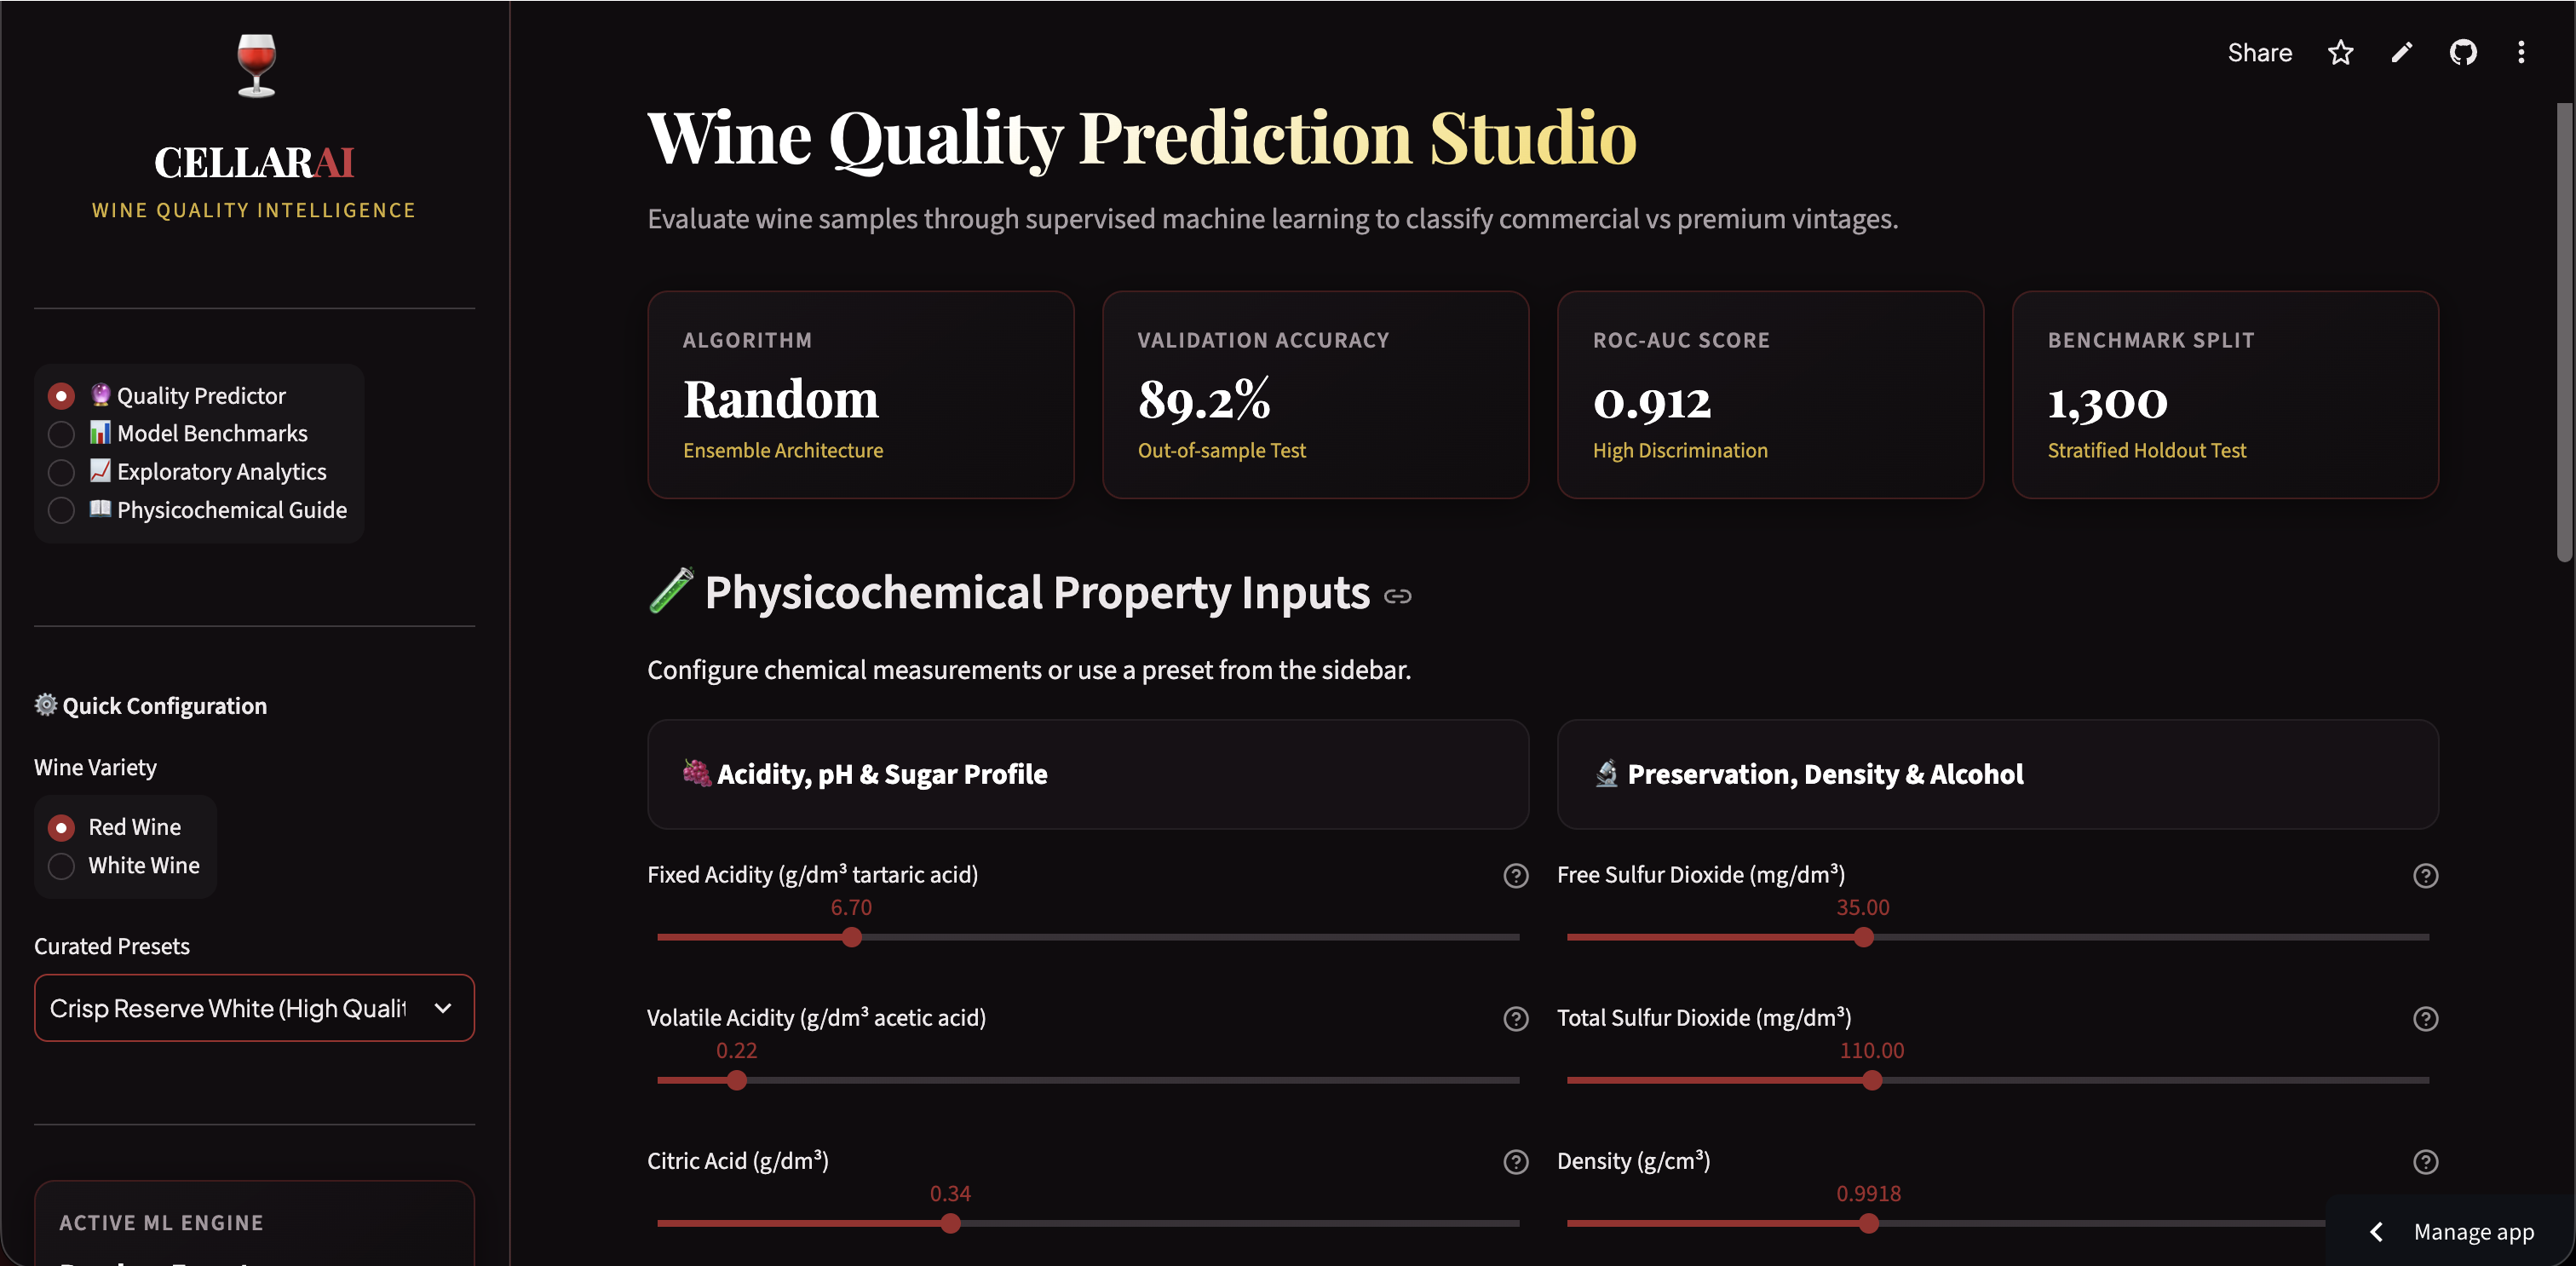 CELLARAI
WINE QUALITY INTELLIGENCE
Quality Predictor
Model Benchmarks
Exploratory Analytics
Physicochemical Guide
Quick Configuration
Wine Variety
Red Wine
White Wine
Curated Presets
Crisp Reserve White (High Qualit
ACTIVE ML ENGINE
Share
Wine Quality Prediction Studio
Evaluate wine samples through supervised machine learning to classify commercial vs premium vintages.
ALGORITHM
Random
Ensemble Architecture
VALIDATION ACCURACY
89.2%
Out-of-sample Test
ROC-AUC SCORE
0.912
High Discrimination
BENCHMARK SPLIT
1,300
Stratified Holdout Test
Physicochemical Property Inputs
Configure chemical measurements or use a preset from the sidebar.
Acidity, pH & Sugar Profile
Fixed Acidity (g/dm³ tartaric acid)
6.70
Volatile Acidity (g/dm³ acetic acid)
0.22
Citric Acid (g/dm³)
0.34
Preservation, Density & Alcohol
Free Sulfur Dioxide (mg/dm³)
35.00
Total Sulfur Dioxide (mg/dm³)
110.00
Density (g/cm³)
0.9918
Manage app